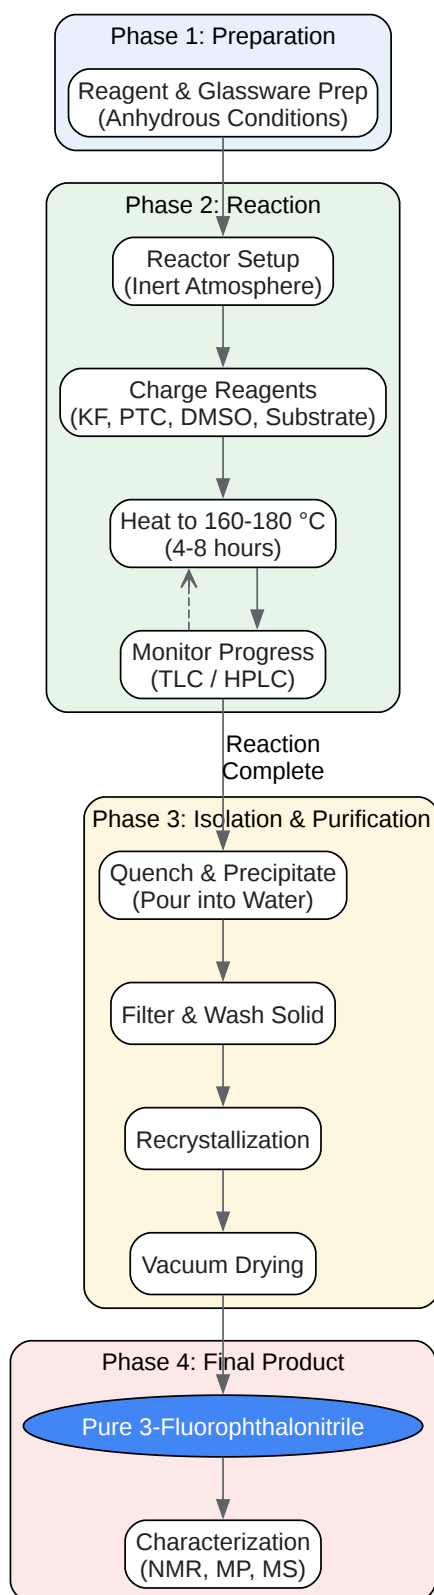 Phase 1: Preparation
Reagent & Glassware Prep
(Anhydrous Conditions)
Phase 2: Reaction
Reactor Setup
(Inert Atmosphere)
Charge Reagents
(KF, PTC, DMSO, Substrate)
Heat to 160-180 °C
(4-8 hours)
Monitor Progress
(TLC / HPLC)
Reaction
Complete
Phase 3: Isolation & Purification
Quench & Precipitate
(Pour into Water)
Filter & Wash Solid
Recrystallization
Vacuum Drying
Phase 4: Final Product
Pure 3-Fluorophthalonitrile
Characterization
(NMR, MP, MS)